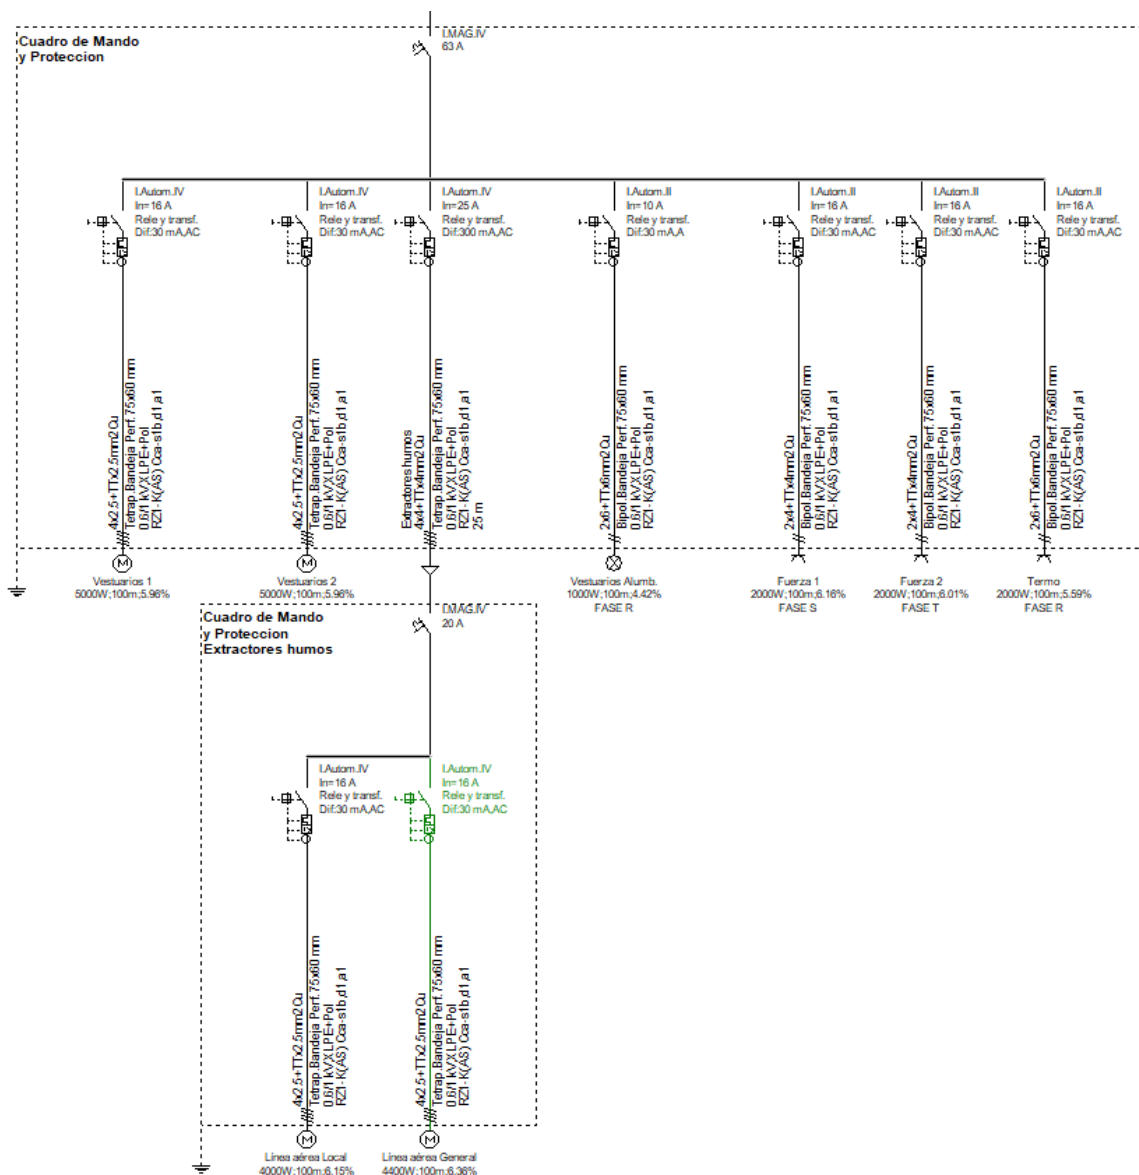 Cuadro de Mando
y Proteccion
I.MAG.IV
63 A
I.Autom.IV
In=16 A
Rele y transf.
Dif:30 mA,AC
I.Autom.IV
In=16 A
Rele y transf.
Dif:30 mA,AC
I.Autom.IV
In=25 A
Rele y transf.
Dif:300 mA,AC
I.Autom.II
In=10 A
Rele y transf.
Dif:30 mA,A
I.Autom.II
In=16 A
Rele y transf.
Dif:30 mA,AC
I.Autom.II
In=16 A
Rele y transf.
Dif:30 mA,AC
I.Autom.II
In=16 A
Rele y transf.
Dif:30 mA,AC
4x2.5+TTx2.5mm2Cu
Tetrap.Bandeja Perf.75x60 mm
0.6/1 kV,XLPE+Pol
RZ1-K(AS) Cca-s1b,d1,a1
4x2.5+TTx2.5mm2Cu
Tetrap.Bandeja Perf.75x60 mm
0.6/1 kV,XLPE+Pol
RZ1-K(AS) Cca-s1b,d1,a1
Extractores humos
4x4+TTx4mm2Cu
Tetrap.Bandeja Perf.75x60 mm
0.6/1 kV,XLPE+Pol
RZ1-K(AS) Cca-s1b,d1,a1
25 m
2x6+TTx6mm2Cu
Bipol.Bandeja Perf.75x60 mm
0.6/1 kV,XLPE+Pol
RZ1-K(AS) Cca-s1b,d1,a1
2x4+TTx4mm2Cu
Bipol.Bandeja Perf.75x60 mm
0.6/1 kV,XLPE+Pol
RZ1-K(AS) Cca-s1b,d1,a1
2x4+TTx4mm2Cu
Bipol.Bandeja Perf.75x60 mm
0.6/1 kV,XLPE+Pol
RZ1-K(AS) Cca-s1b,d1,a1
2x6+TTx6mm2Cu
Bipol.Bandeja Perf.75x60 mm
0.6/1 kV,XLPE+Pol
RZ1-K(AS) Cca-s1b,d1,a1
M
Vestuarios 1
5000W;100m;5.96%
M
Vestuarios 2
5000W;100m;5.96%
Vestuarios Alumb.
1000W;100m;4.42%
FASE R
Fuerza 1
2000W;100m;6.16%
FASE S
Fuerza 2
2000W;100m;6.01%
FASE T
Termo
2000W;100m;5.59%
FASE R
Cuadro de Mando
y Proteccion
Extractores humos
I.MAG.IV
20 A
I.Autom.IV
In=16 A
Rele y transf.
Dif:30 mA,AC
I.Autom.IV
In=16 A
Rele y transf.
Dif:30 mA,AC
4x2.5+TTx2.5mm2Cu
Tetrap.Bandeja Perf.75x60 mm
0.6/1 kV,XLPE+Pol
RZ1-K(AS) Cca-s1b,d1,a1
4x2.5+TTx2.5mm2Cu
Tetrap.Bandeja Perf.75x60 mm
0.6/1 kV,XLPE+Pol
RZ1-K(AS) Cca-s1b,d1,a1
M
Línea aérea Local
4000W;100m;6.15%
M
Línea aérea General
4400W;100m;6.36%